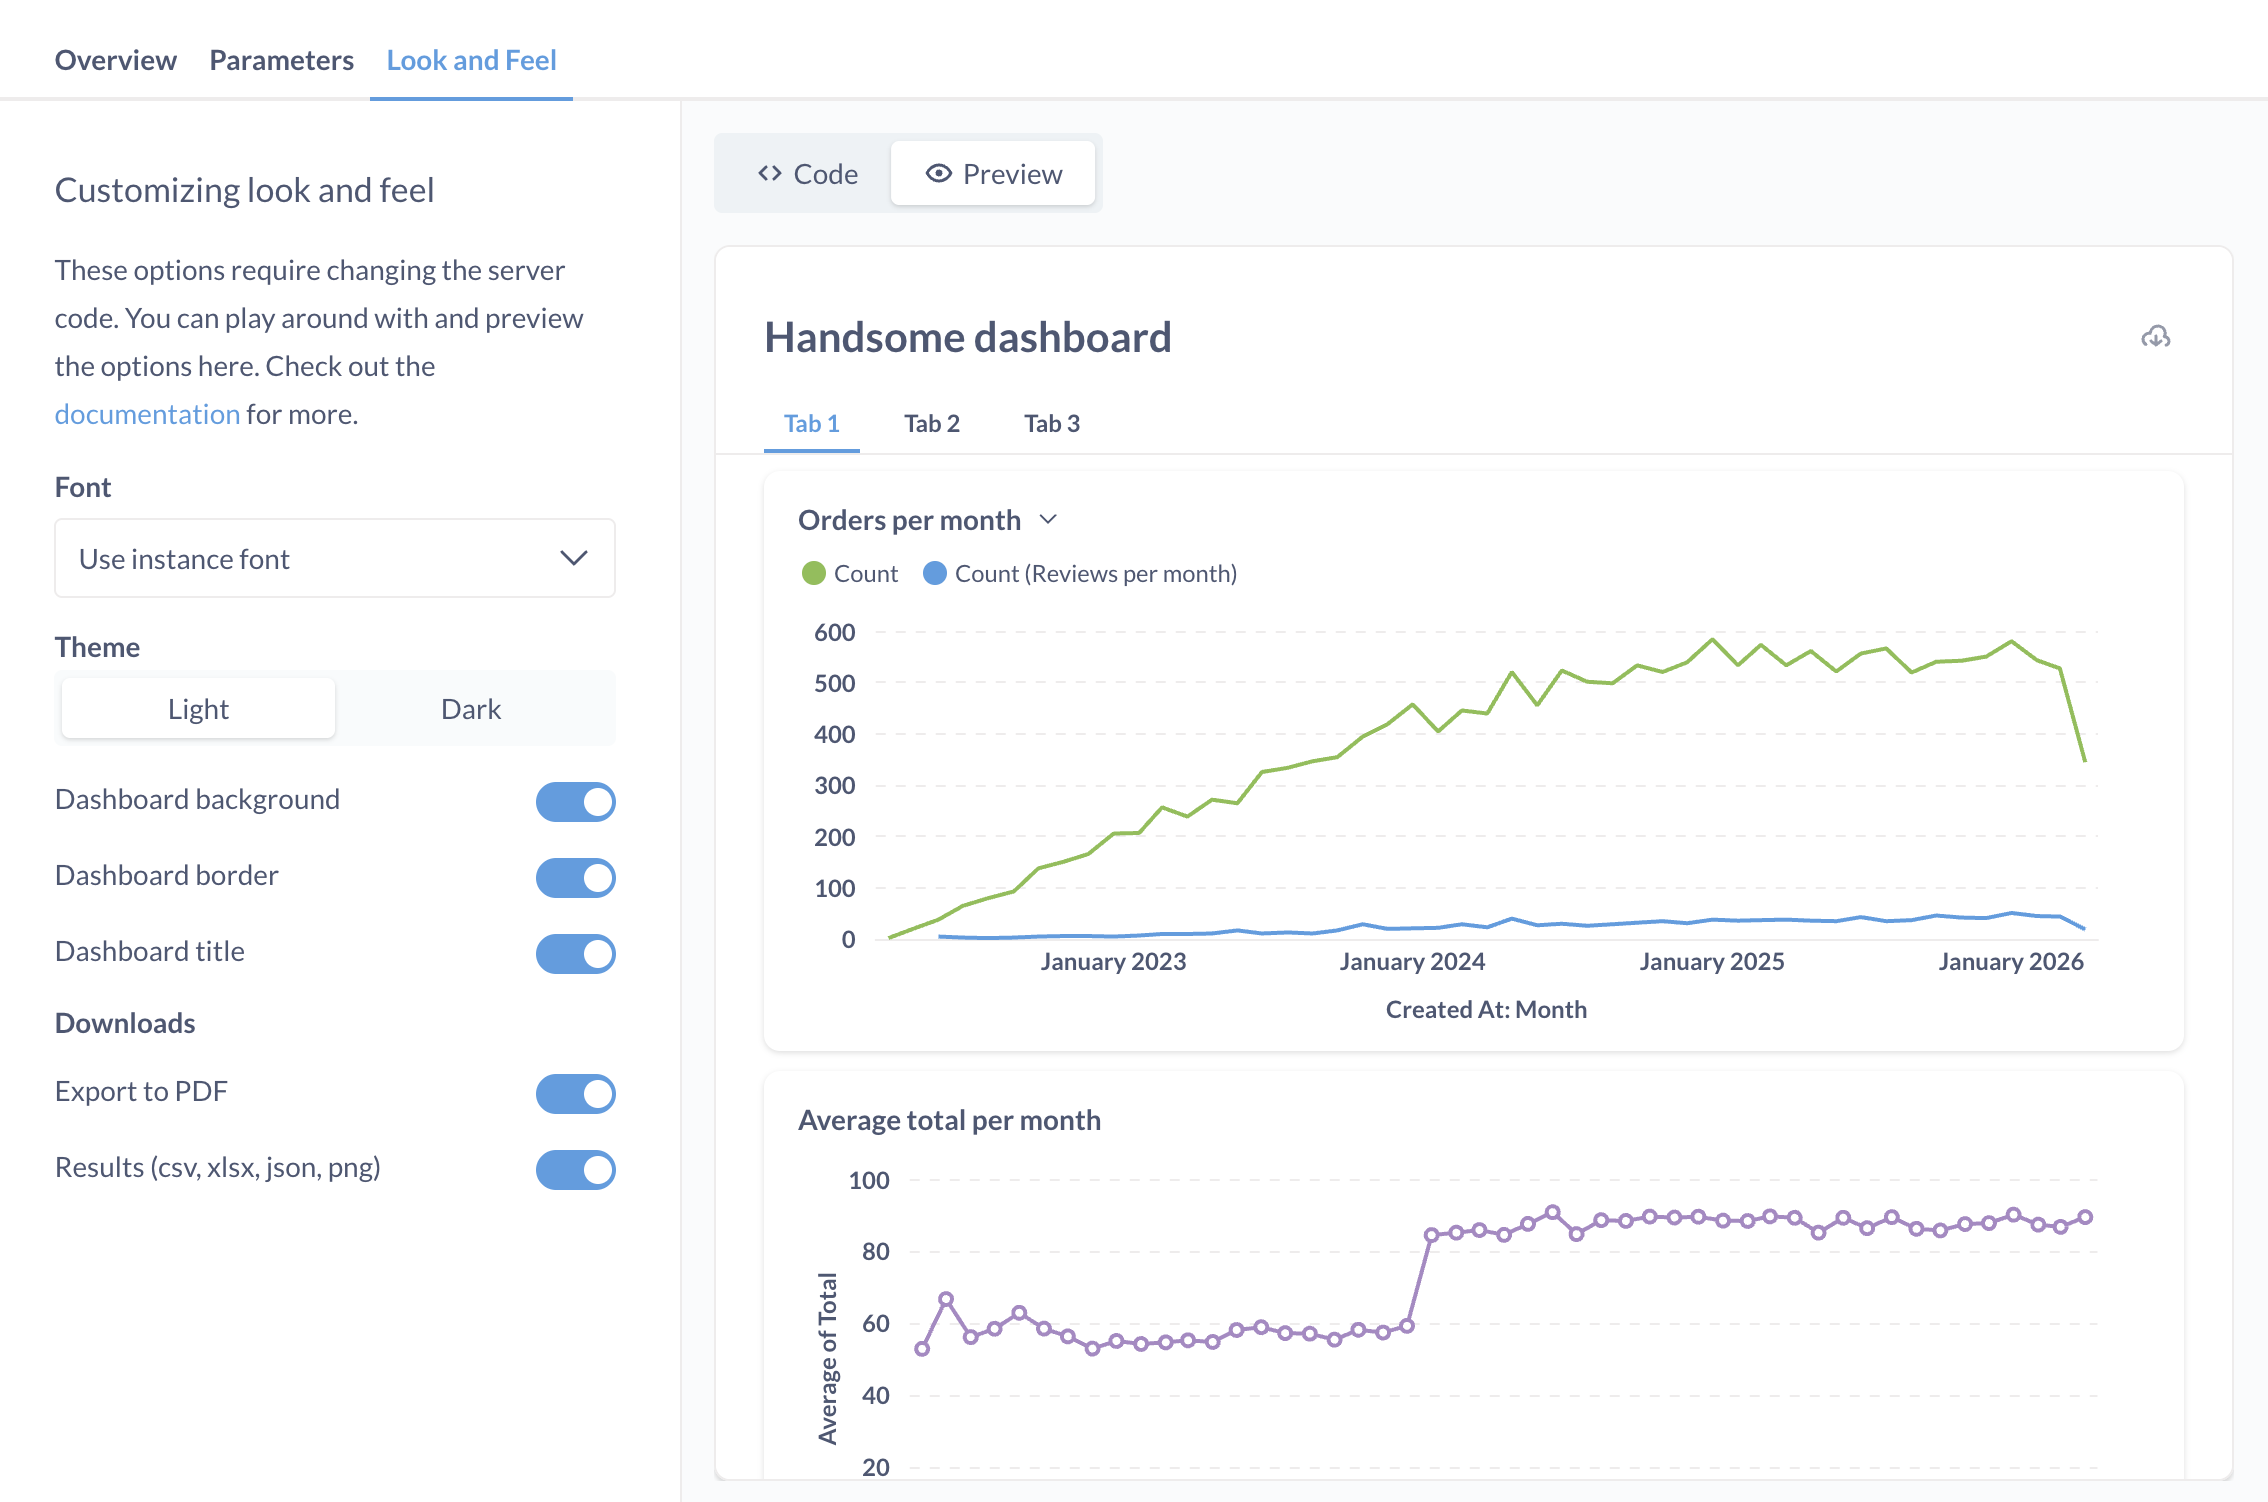 Overview Parameters Look and Feel
Customizing look and feel
These options require changing the server
code. You can play around with and preview
the options here. Check out the
documentation for more.
Font
Use instance font
Theme
Light Dark
Dashboard background
Dashboard border
Dashboard title
Downloads
Export to PDF
Results (csv, xlsx, json, png)
Code Preview
Handsome dashboard
Tab 1 Tab 2 Tab 3
Orders per month
Count Count (Reviews per month)
600
500
400
300
200
100
0
January 2023 January 2024 January 2025 January 2026
Created At: Month
Average total per month
Average of Total
100
80
60
40
20